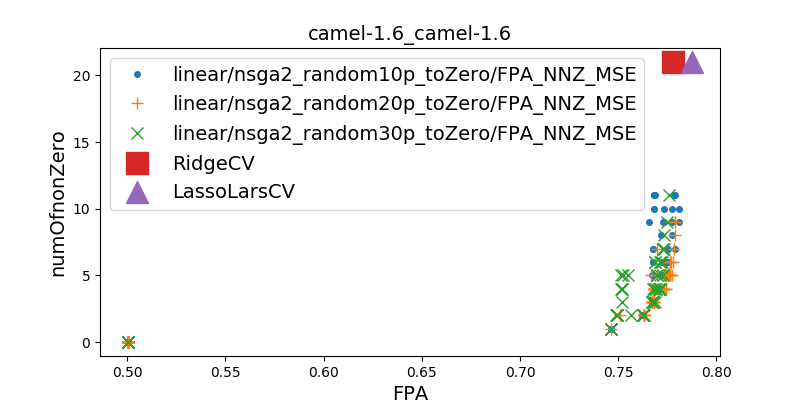 camel-1.6_camel-1.6
linear/nsga2_random10p_toZero/FPA_NNZ_MSE
linear/nsga2_random20p_toZero/FPA_NNZ_MSE
linear/nsga2_random30p_toZero/FPA_NNZ_MSE
RidgeCV
LassoLarsCV
numOfnonZero
20
15
10
5
0
0.50 0.55 0.60 0.65 0.70 0.75 0.80
FPA